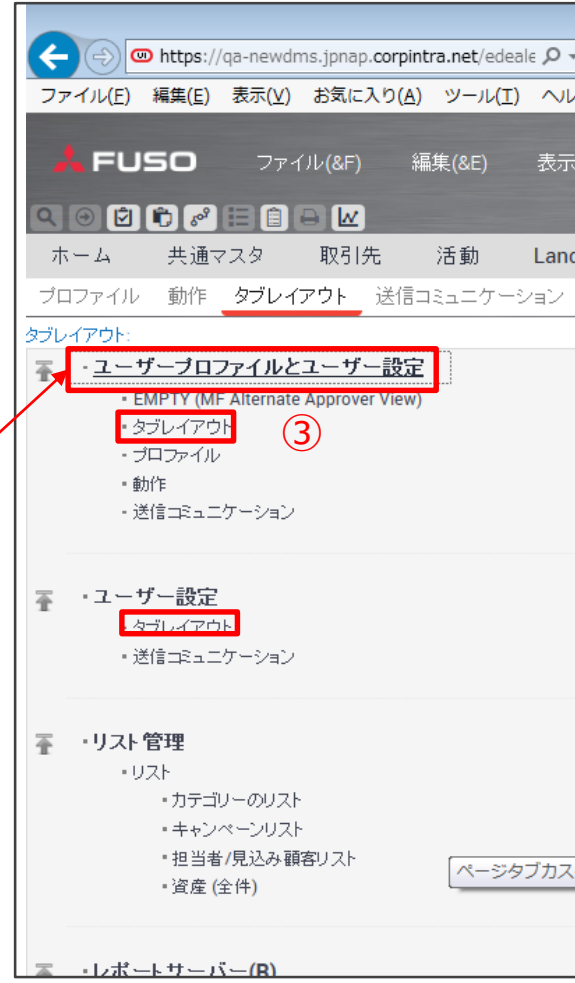 https://qa-newdms.jpnap.corpintra.net/edeale
ファイル(E) 編集(E) 表示(V) お気に入り(A) ツール(T) ヘル
FUSO ファイル(&F) 編集(&E) 表示
ホーム 共通マスタ 取引先 活動 Land
プロファイル 動作 タブレイアウト 送信コミュニケーション
タブレイアウト:
・ユーザープロファイルとユーザー設定
EMPTY (MF Alternate Approver View)
タブレイアウト ③
プロファイル
動作
送信コミュニケーション
・ユーザー設定
タブレイアウト
送信コミュニケーション
・リスト管理
リスト
カテゴリーのリスト
キャンペーンリスト
担当者/見込み顧客リスト
ページタブカス
資産 (全件)
・レポートサーバー(R)